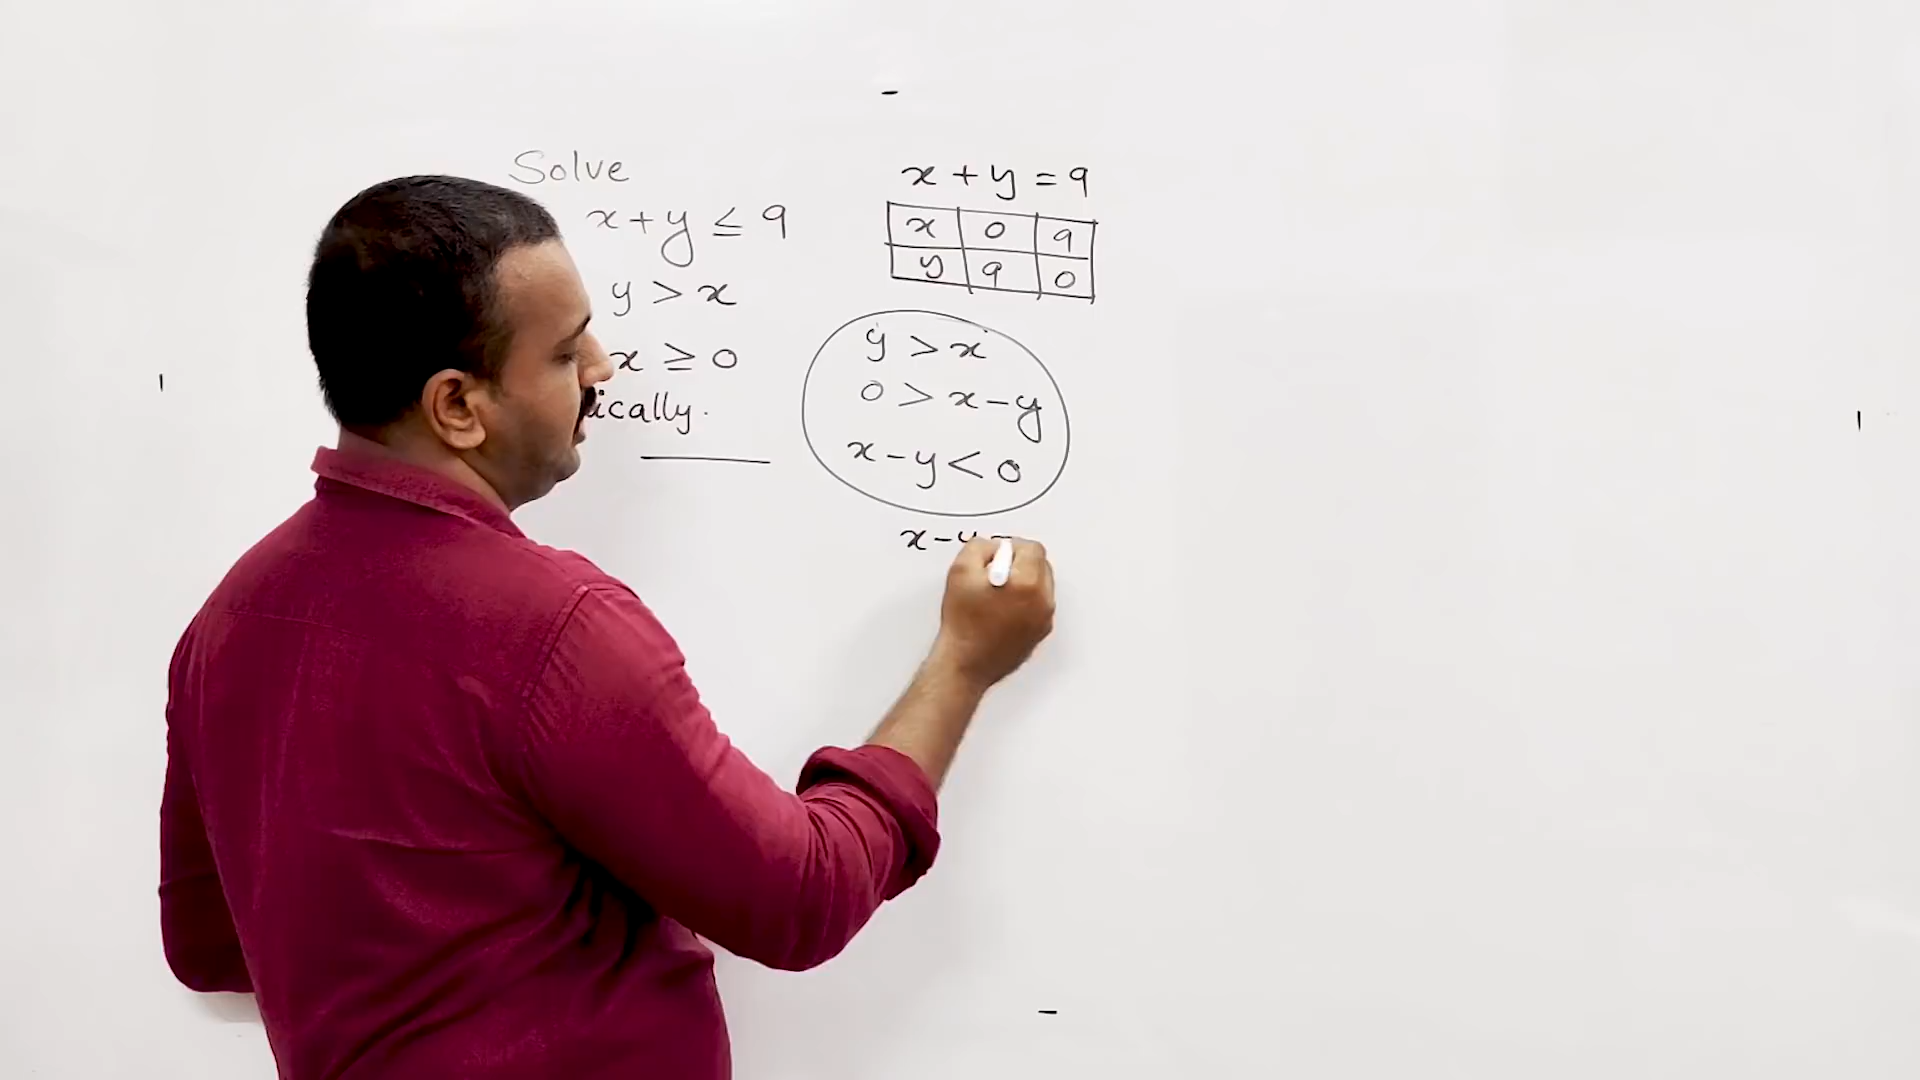 Solve
x + y ≤ 9
y > x
x ≥ 0
ically.
x + y = 9
x 0 9
y 9 0
y > x
0 > x - y
x - y < 0
x - y =